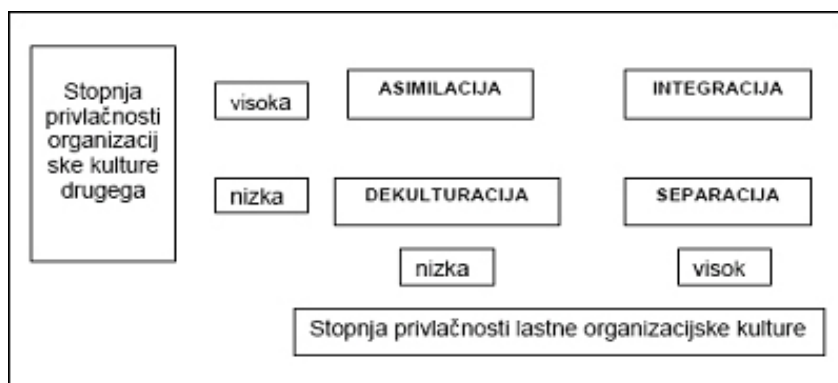 Stopnja
privlačnosti
organizacij
ske kulture
drugega
visoka
ASIMILACIJA
INTEGRACIJA
nizka
DEKULTURACIJA
SEPARACIJA
nizka
visok
Stopnja privlačnosti lastne organizacijske kulture